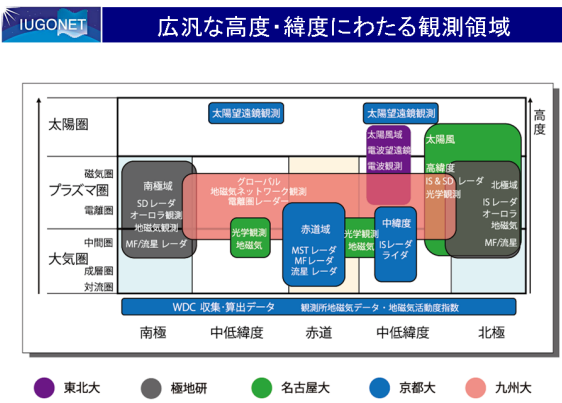 IUGONET
広汎な高度・緯度にわたる観測領域
太陽圏
磁気圏
プラズマ圏
電離圏
中間圏
大気圏
成層圏
対流圏
高度
太陽望遠鏡観測
太陽望遠鏡観測
太陽風域
電波望遠鏡
電波観測
太陽風
高緯度
IS & SD レーダ
光学観測
南極域
SD レーダ
オーロラ観測
地磁気観測
MF/流星 レーダ
グローバル
地磁気ネットワーク観測
電離圏レーダー
北極域
IS レーダ
オーロラ
地磁気
MF/流星
光学観測
地磁気
赤道域
MST レーダ
MFレーダ
流星 レーダ
光学観測
地磁気
中緯度
ISレーダ
ライダ
WDC 収集・算出データ 観測所地磁気データ・地磁気活動度指数
南極 中低緯度 赤道 中低緯度 北極
東北大 極地研 名古屋大 京都大 九州大